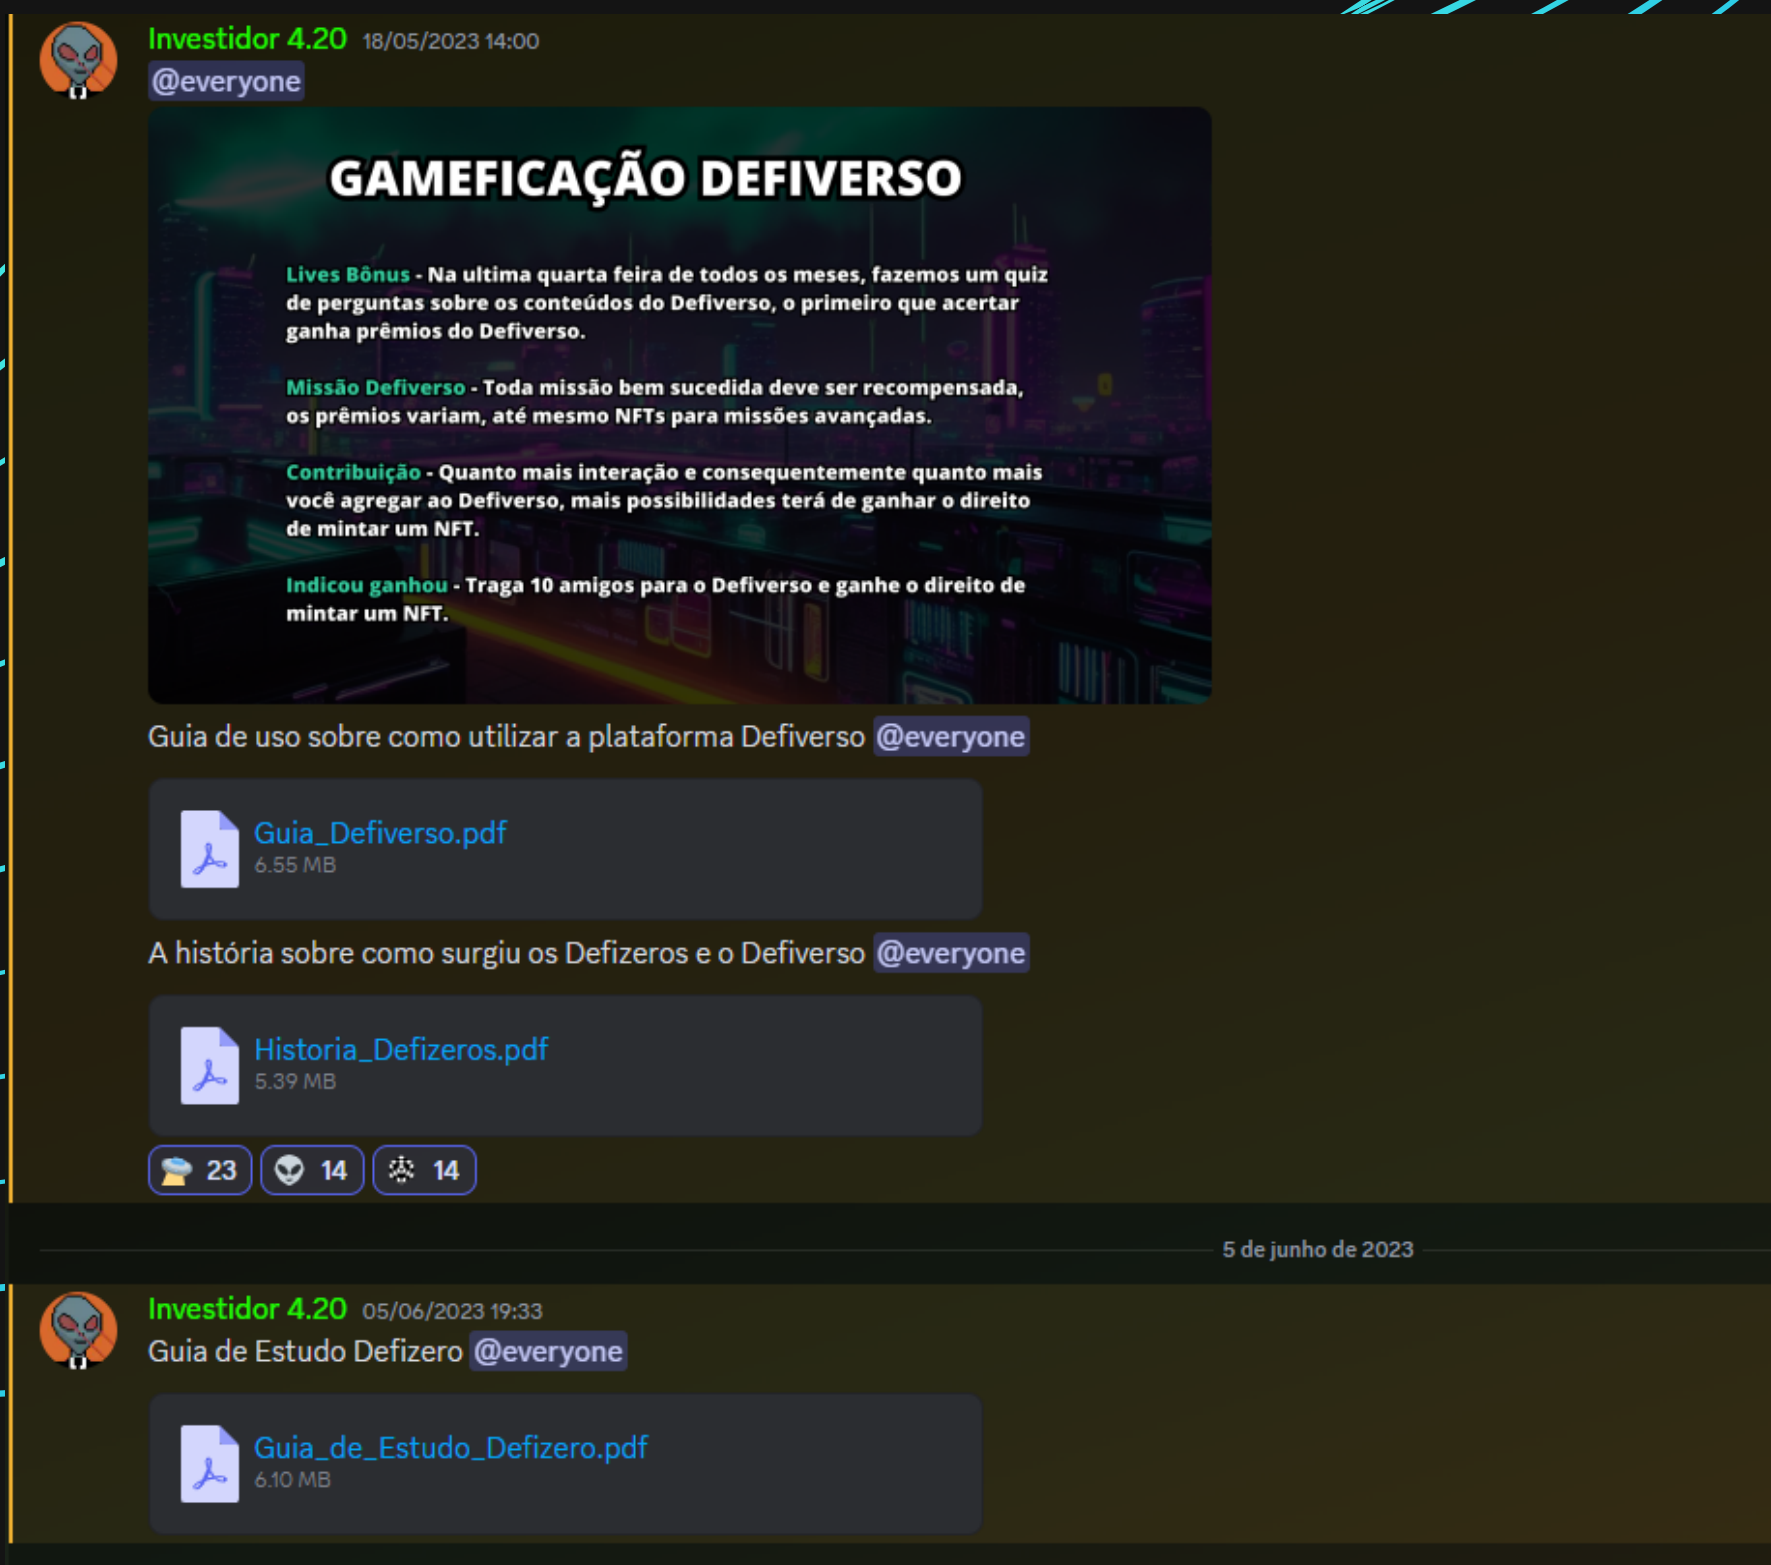 Investidor 4.20 18/05/2023 14:00
@everyone
GAMEFICAÇÃO DEFIVERSO
Lives Bônus - Na ultima quarta feira de todos os meses, fazemos um quiz
de perguntas sobre os conteúdos do Defiverso, o primeiro que acertar
ganha prêmios do Defiverso.
Missão Defiverso - Toda missão bem sucedida deve ser recompensada,
os prêmios variam, até mesmo NFTs para missões avançadas.
Contribuição - Quanto mais interação e consequentemente quanto mais
você agregar ao Defiverso, mais possibilidades terá de ganhar o direito
de mintar um NFT.
Indicou ganhou - Traga 10 amigos para o Defiverso e ganhe o direito de
mintar um NFT.
Guia de uso sobre como utilizar a plataforma Defiverso @everyone
Guia_Defiverso.pdf
6.55 MB
A história sobre como surgiu os Defizeros e o Defiverso @everyone
Historia_Defizeros.pdf
5.39 MB
23 14 14
5 de junho de 2023
Investidor 4.20 05/06/2023 19:33
Guia de Estudo Defizero @everyone
Guia_de_Estudo_Defizero.pdf
6.10 MB